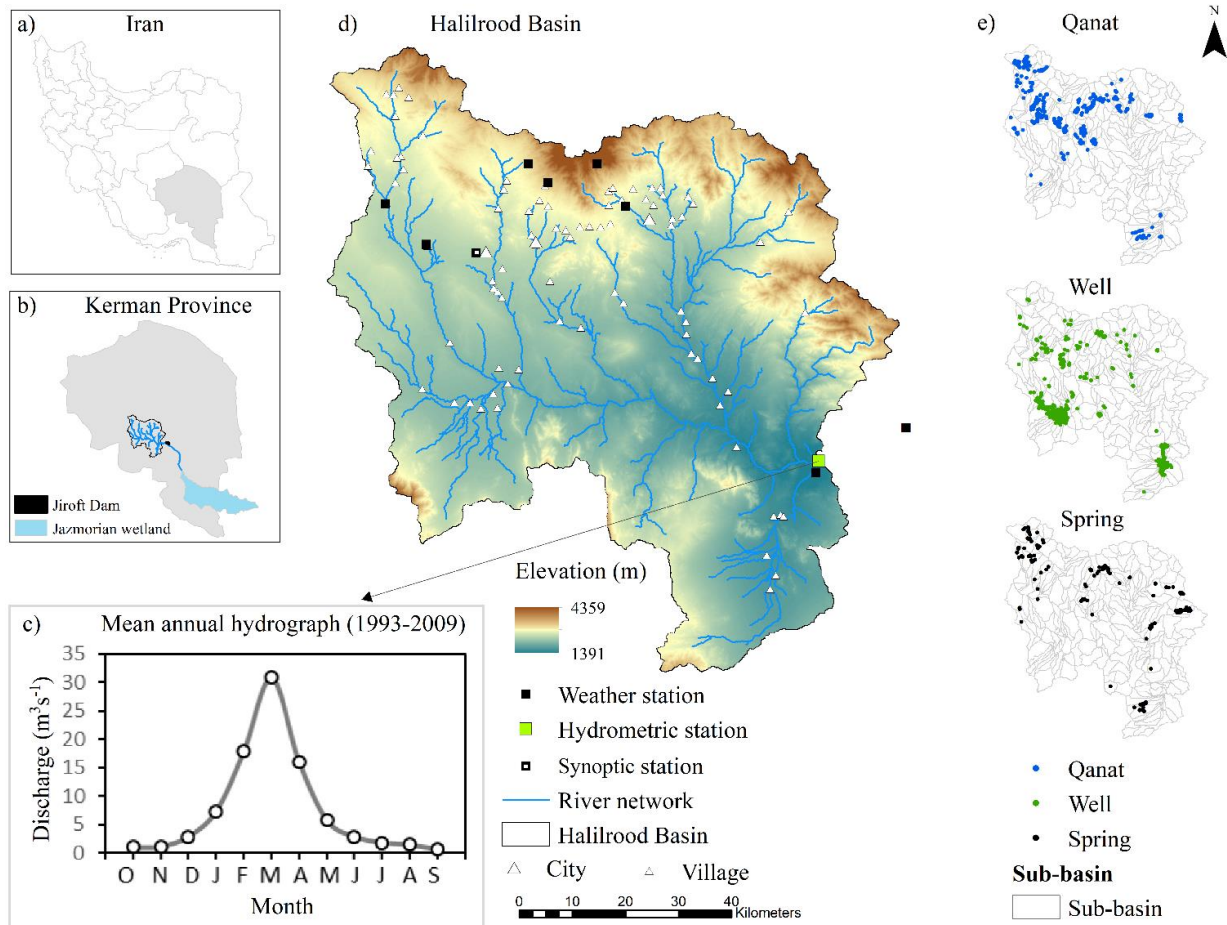 a) Iran
b) Kerman Province
Jiroft Dam
Jazmorian wetland
c) Mean annual hydrograph (1993-2009)
Discharge (m³s⁻¹)
35
30
25
20
15
10
5
0
O N D J F M A M J J A S
Month
d) Halilrood Basin
Elevation (m)
4359
1391
Weather station
Hydrometric station
Synoptic station
River network
Halilrood Basin
City Village
0 5 10 20 30 40
Kilometers
e) Qanat
N
Well
Spring
Qanat
Well
Spring
Sub-basin
Sub-basin